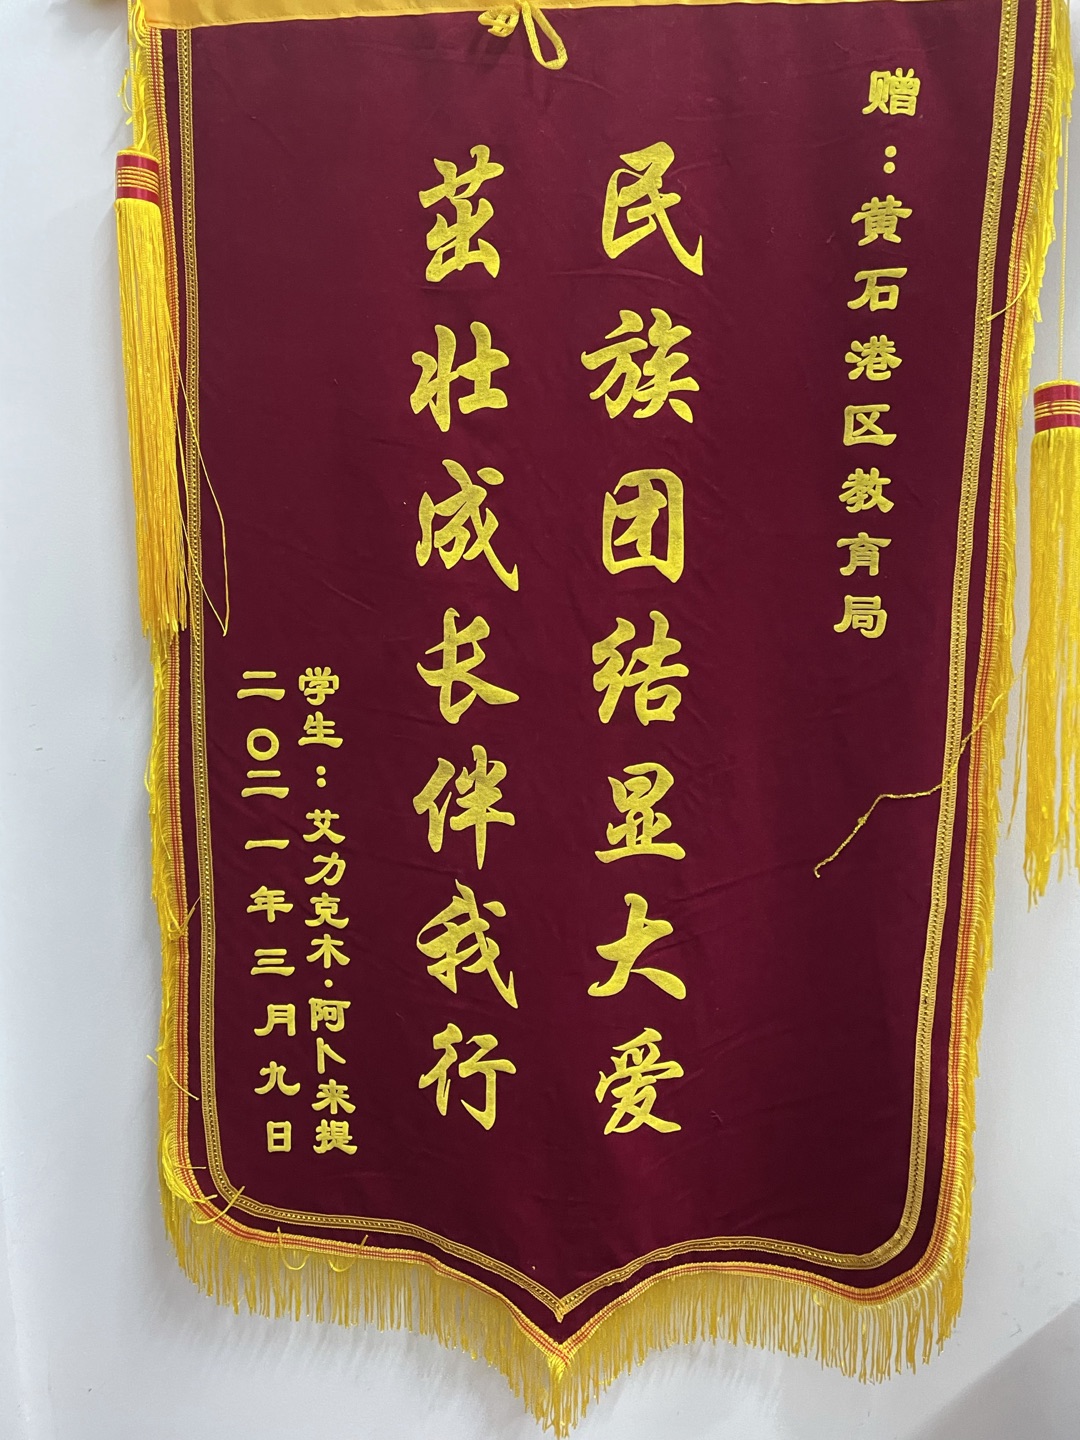 赠：黄石港区教育局
民族团结显大爱
茁壮成长伴我行
学生：艾力克木·阿卜来提
二〇二一年三月九日